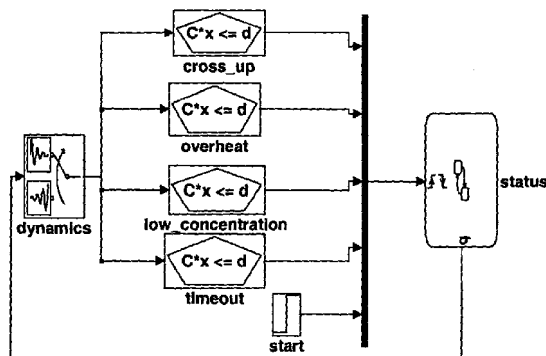 C*x <= d
cross_up
C*x <= d
overheat
dynamics
C*x <= d
low_concentration
C*x <= d
timeout
start
status